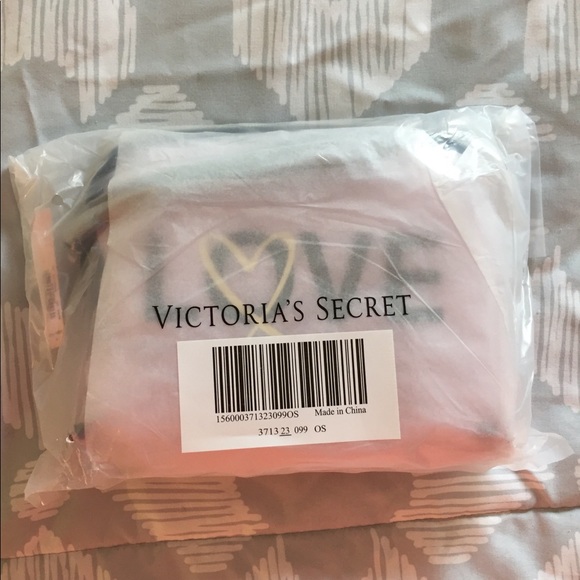 LOVE
VICTORIA'S SECRET
156000371323099OS Made in China
3713 23 099 OS